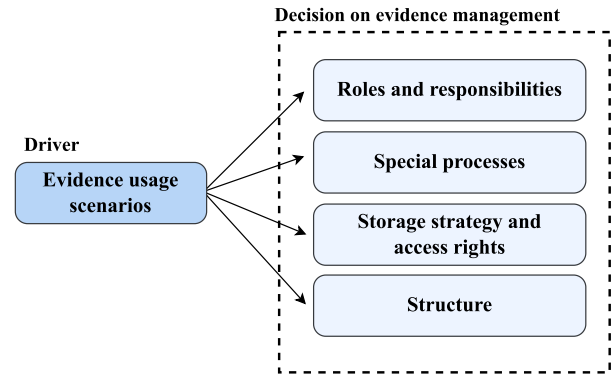 Decision on evidence management
Roles and responsibilities
Driver
Evidence usage
scenarios
Special processes
Storage strategy and
access rights
Structure